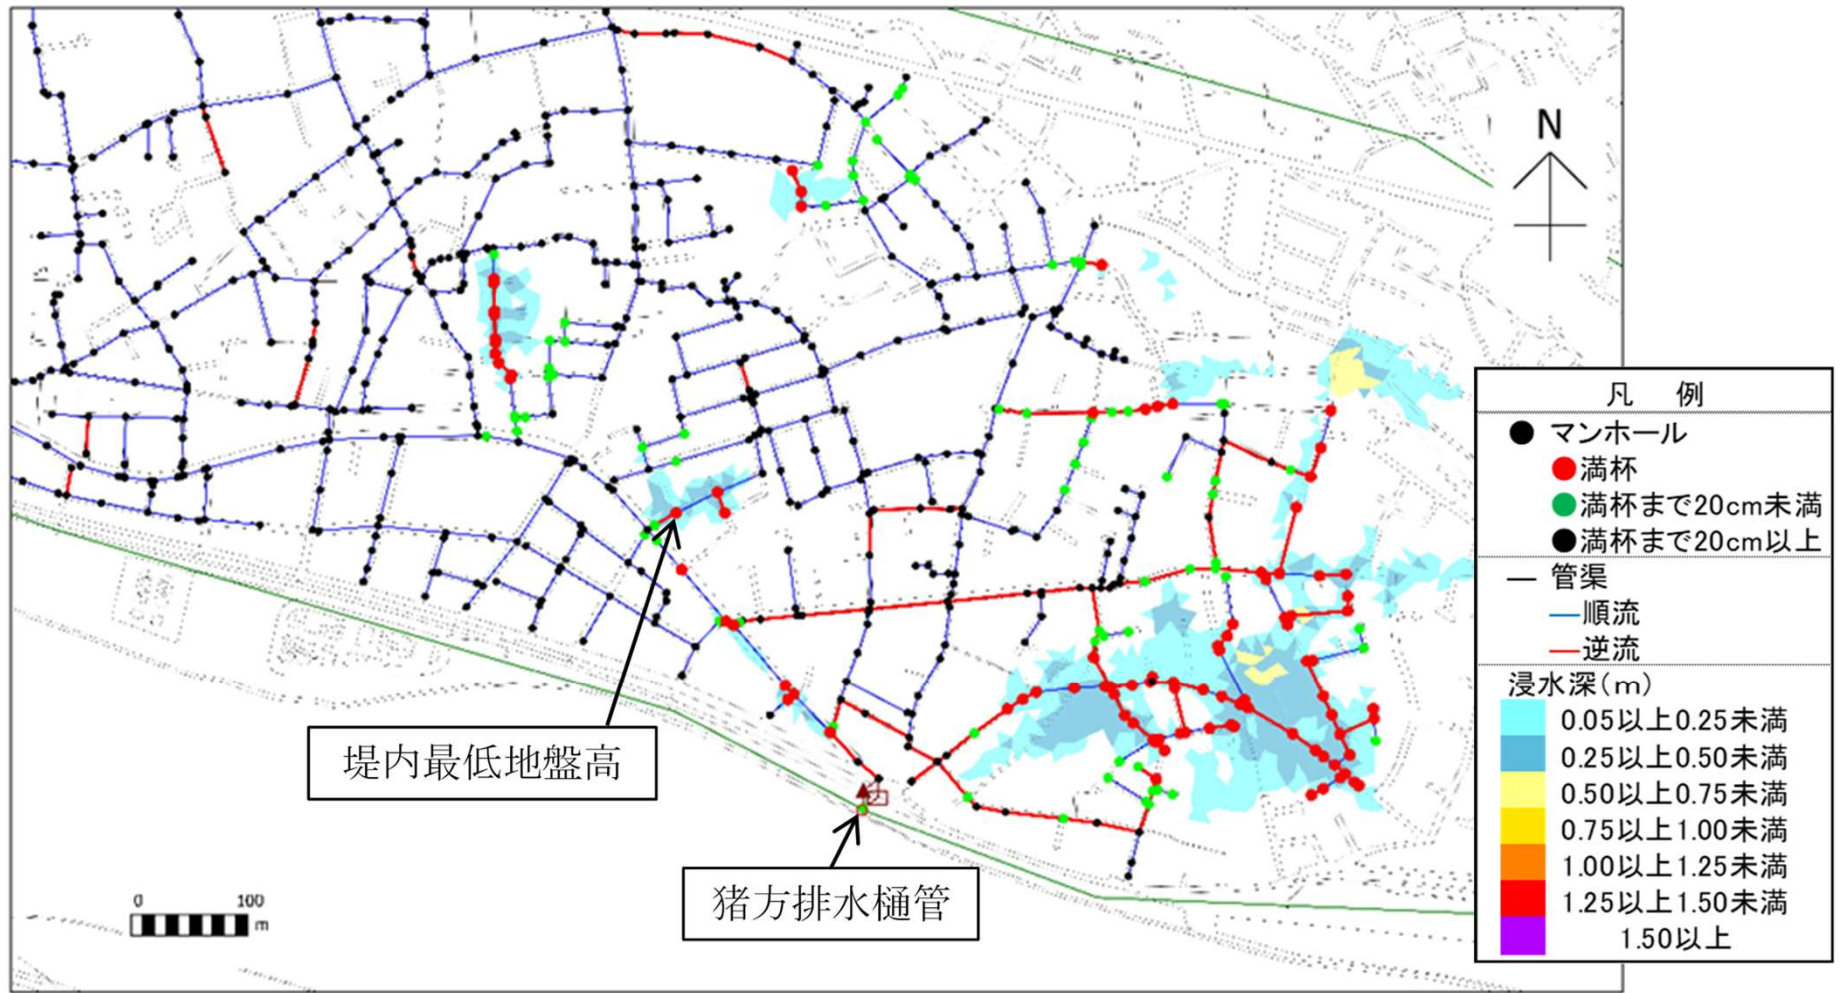 N
凡 例
マンホール
満杯
満杯まで20cm未満
満杯まで20cm以上
管渠
順流
逆流
浸水深(m)
0.05以上0.25未満
0.25以上0.50未満
0.50以上0.75未満
0.75以上1.00未満
1.00以上1.25未満
1.25以上1.50未満
1.50以上
堤内最低地盤高
猪方排水樋管
0 100
m